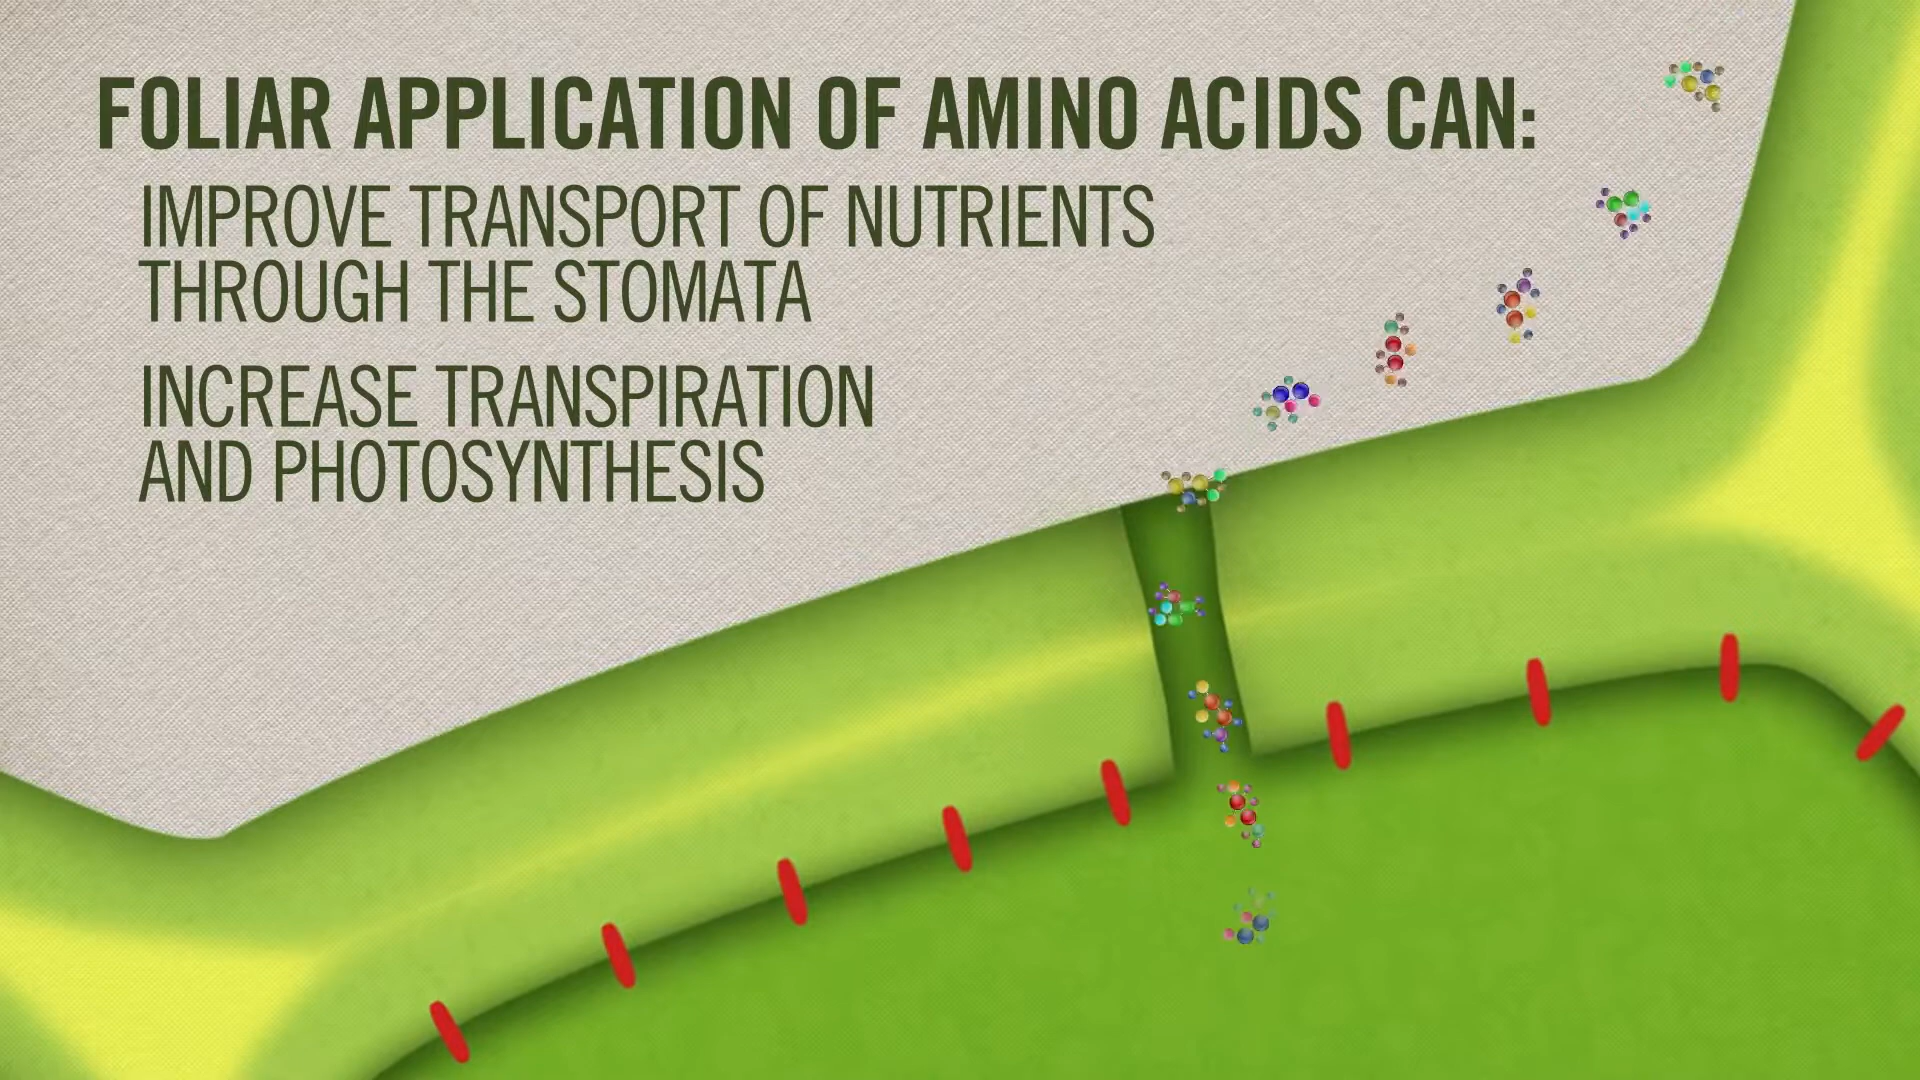 FOLIAR APPLICATION OF AMINO ACIDS CAN:
IMPROVE TRANSPORT OF NUTRIENTS
THROUGH THE STOMATA
INCREASE TRANSPIRATION
AND PHOTOSYNTHESIS